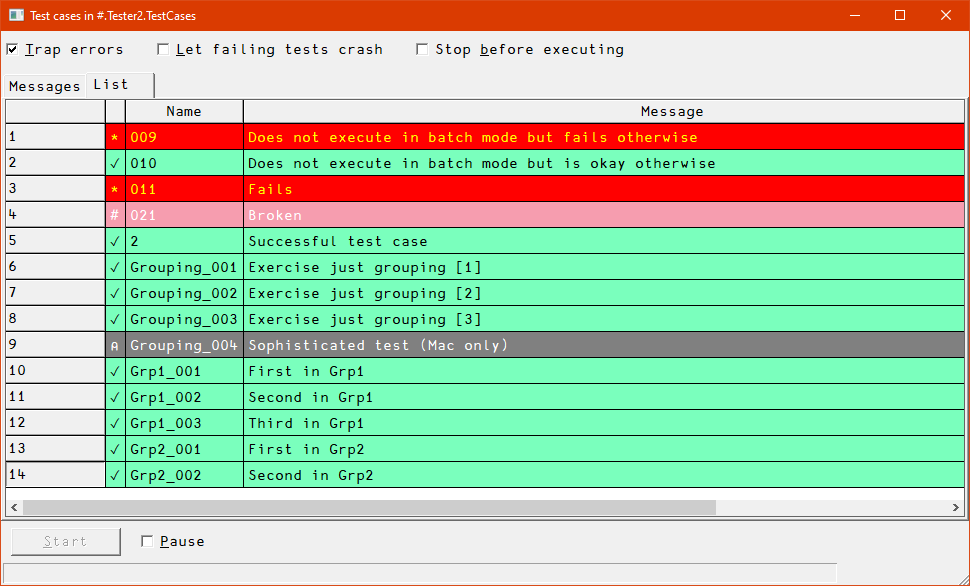 Test cases in #.Tester2.TestCases
Trap errors Let failing tests crash Stop before executing
Messages List
Name Message
1 * 009 Does not execute in batch mode but fails otherwise
2 ✓ 010 Does not execute in batch mode but is okay otherwise
3 * 011 Fails
4 # 021 Broken
5 ✓ 2 Successful test case
6 ✓ Grouping_001 Exercise just grouping [1]
7 ✓ Grouping_002 Exercise just grouping [2]
8 ✓ Grouping_003 Exercise just grouping [3]
9 A Grouping_004 Sophisticated test (Mac only)
10 ✓ Grp1_001 First in Grp1
11 ✓ Grp1_002 Second in Grp1
12 ✓ Grp1_003 Third in Grp1
13 ✓ Grp2_001 First in Grp2
14 ✓ Grp2_002 Second in Grp2
Start Pause